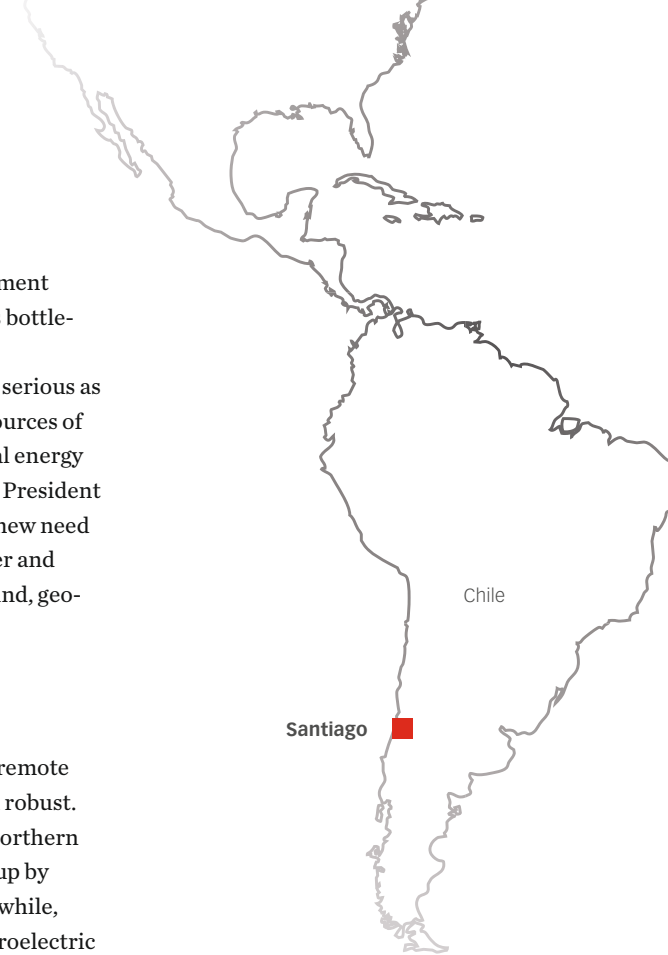 ment
bottle-
serious as
ources of
al energy
President
new need
er and
nd, geo-
remote
robust.
orthern
up by
while,
roelectric
Chile
Santiago